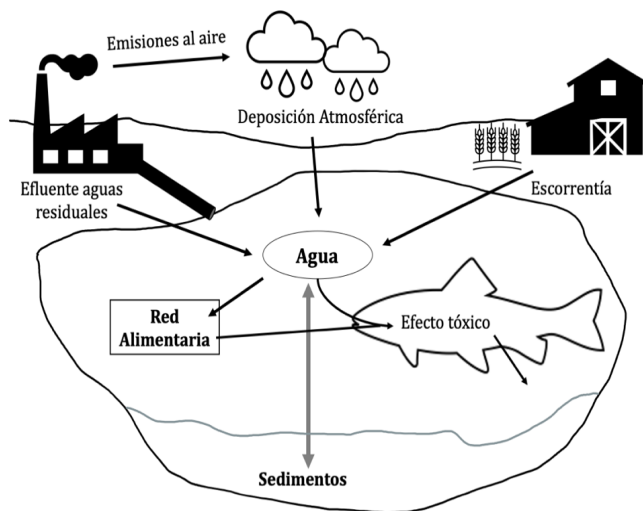 Emisiones al aire
Deposición Atmosférica
Efluente aguas
residuales
Escorrentía
Agua
Red
Alimentaria
Efecto tóxico
Sedimentos